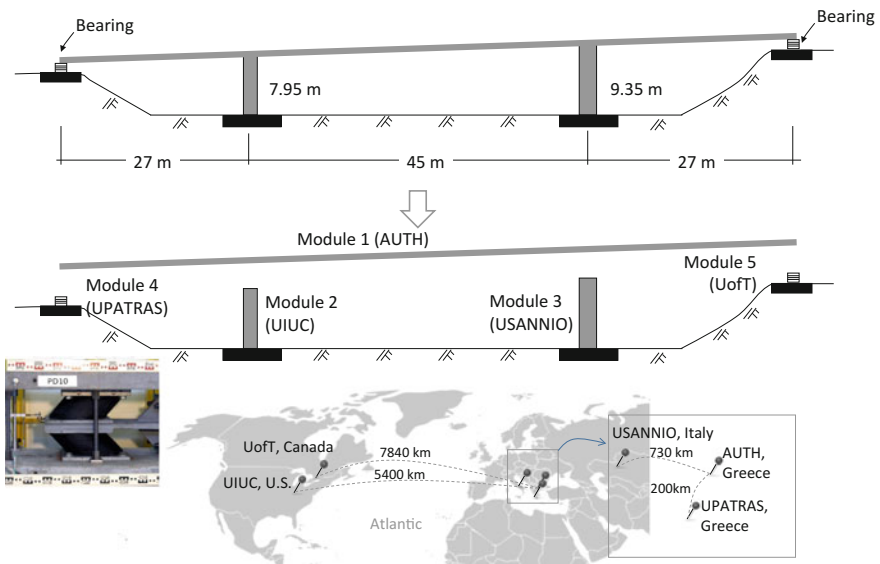 Bearing
Bearing
7.95 m
9.35 m
27 m
45 m
27 m
Module 1 (AUTH)
Module 4
(UPATRAS)
Module 2
(UIUC)
Module 3
(USANNIO)
Module 5
(UofT)
PD10
UofT, Canada
7840 km
UIUC, U.S.
5400 km
Atlantic
USANNIO, Italy
730 km
AUTH,
Greece
200km
UPATRAS,
Greece